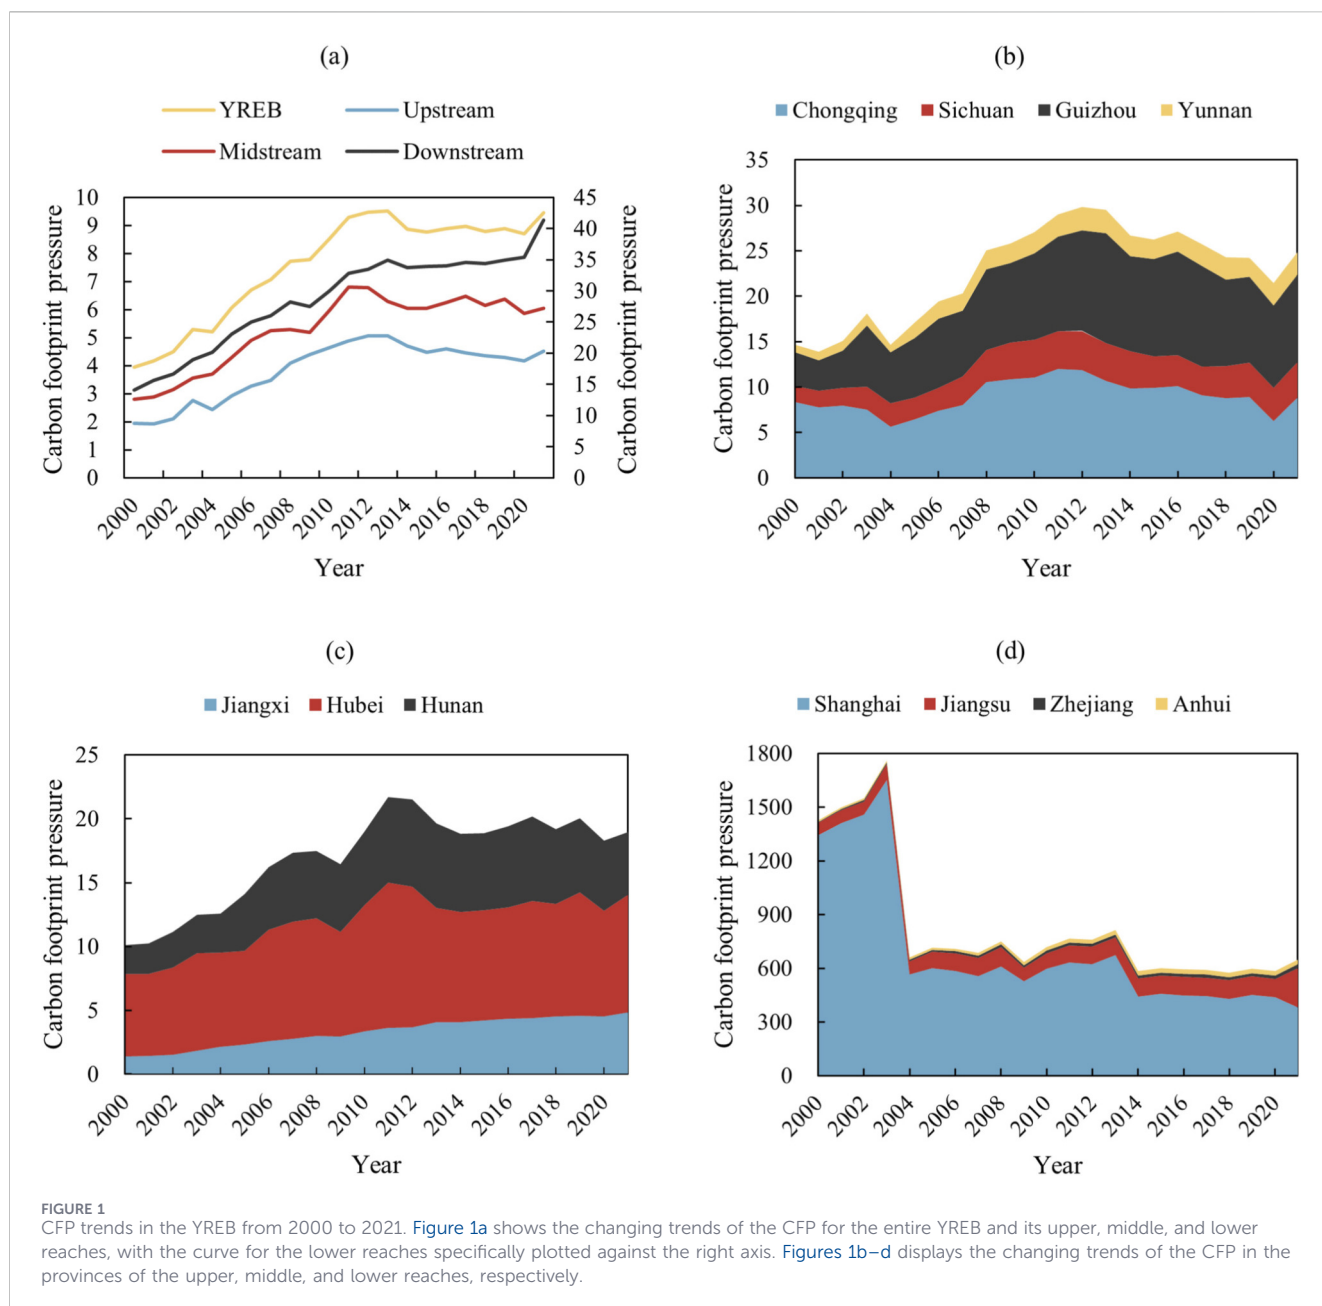 (a)
YREB
Upstream
Midstream
Downstream
Carbon footprint pressure
10
9
8
7
6
5
4
3
2
1
0
45
40
35
30
25
20
15
10
5
0
Carbon footprint pressure
2000
2002
2004
2006
2008
2010
2012
2014
2016
2018
2020
Year
(b)
Chongqing
Sichuan
Guizhou
Yunnan
Carbon footprint pressure
35
30
25
20
15
10
5
0
2000
2002
2004
2006
2008
2010
2012
2014
2016
2018
2020
Year
(c)
Jiangxi
Hubei
Hunan
Carbon footprint pressure
25
20
15
10
5
0
2000
2002
2004
2006
2008
2010
2012
2014
2016
2018
2020
Year
(d)
Shanghai
Jiangsu
Zhejiang
Anhui
Carbon footprint pressure
1800
1500
1200
900
600
300
0
2000
2002
2004
2006
2008
2010
2012
2014
2016
2018
2020
Year
FIGURE 1
CFP trends in the YREB from 2000 to 2021. Figure 1a shows the changing trends of the CFP for the entire YREB and its upper, middle, and lower
reaches, with the curve for the lower reaches specifically plotted against the right axis. Figures 1b–d displays the changing trends of the CFP in the
provinces of the upper, middle, and lower reaches, respectively.